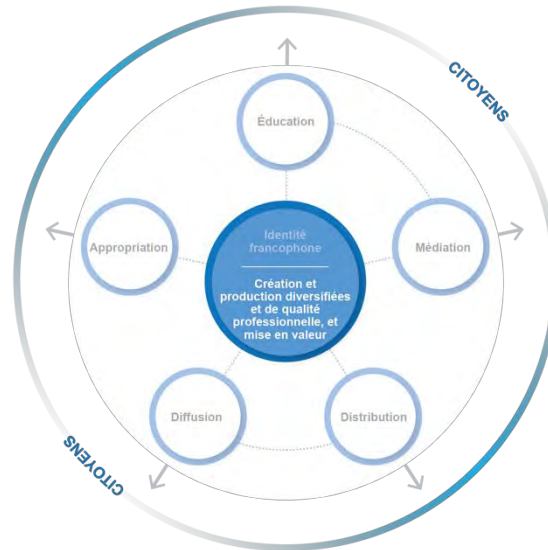 CITOYENS
Éducation
Appropriation
Identité
francophone
Médiation
Création et
production diversifiées
et de qualité
professionnelle, et
mise en valeur
Diffusion
Distribution
CITOYENS